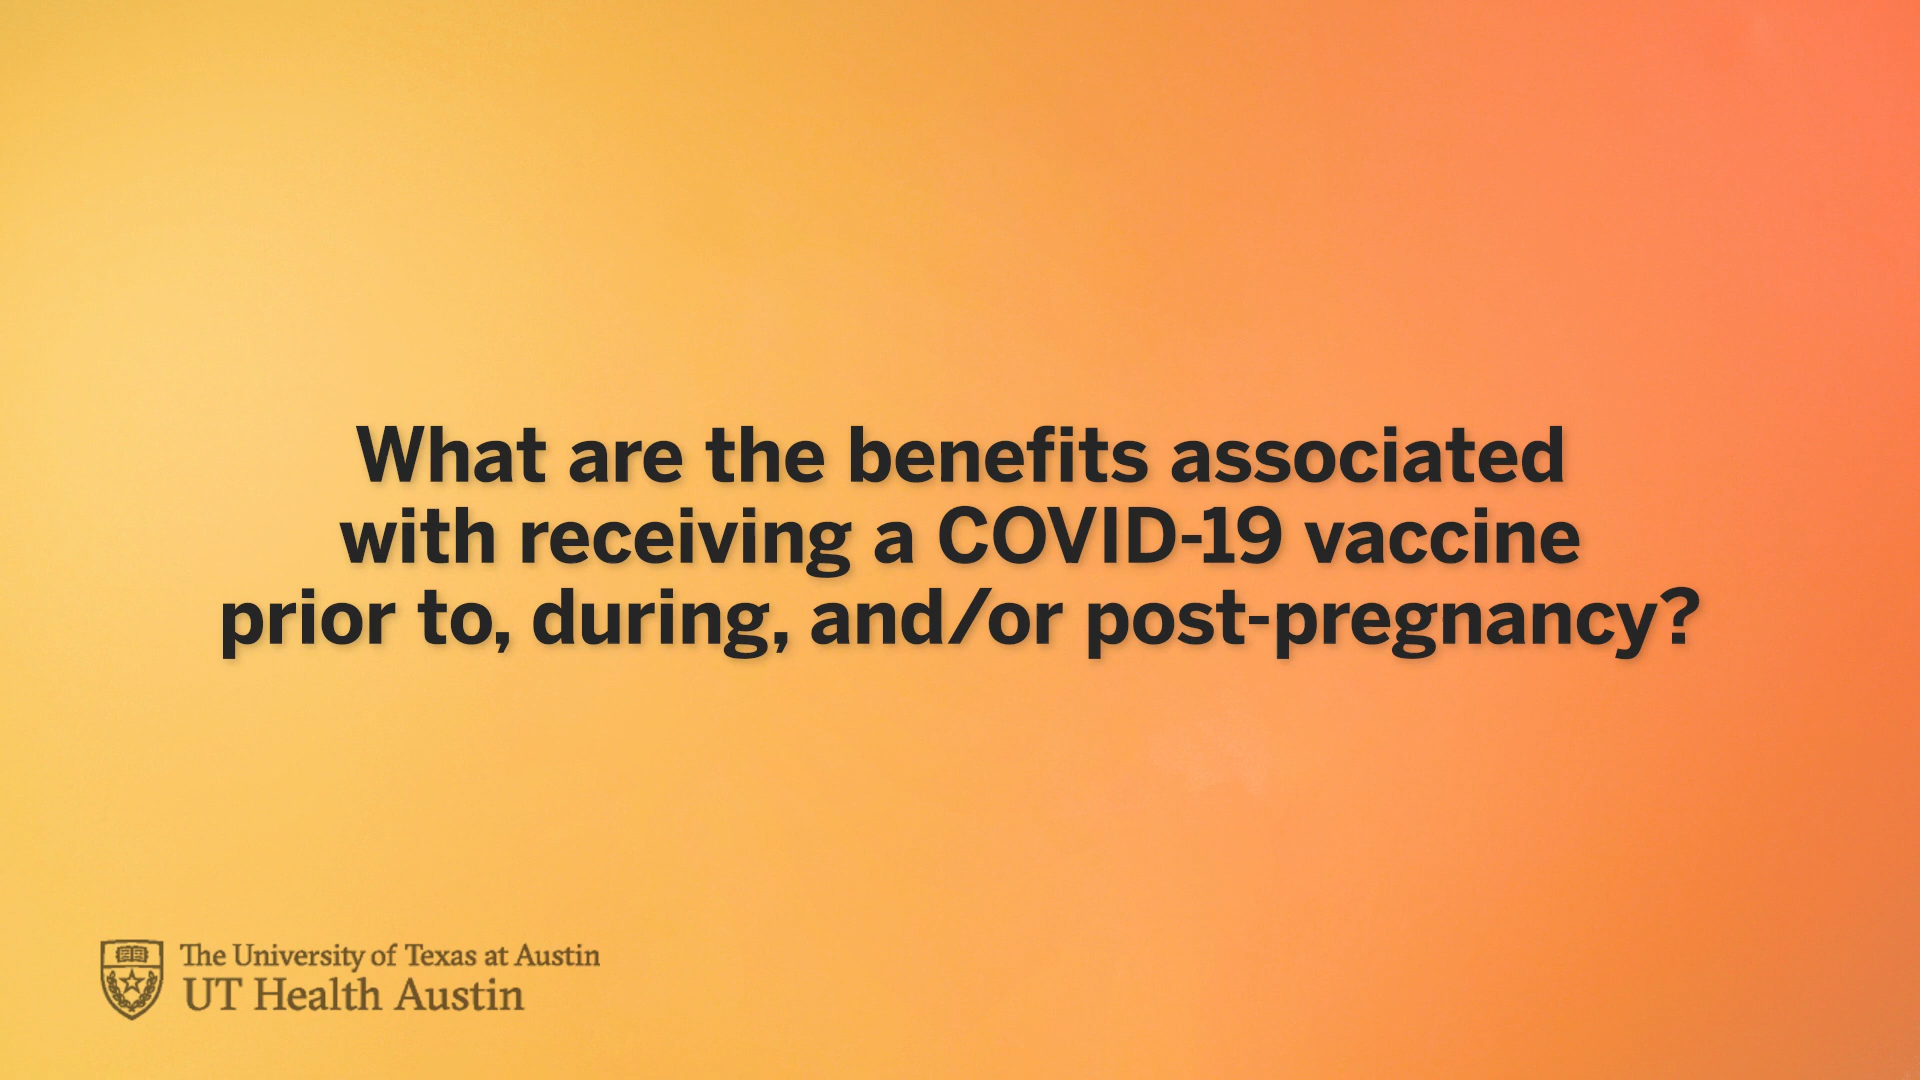 What are the benefits associated
with receiving a COVID-19 vaccine
prior to, during, and/or post-pregnancy?
The University of Texas at Austin
UT Health Austin